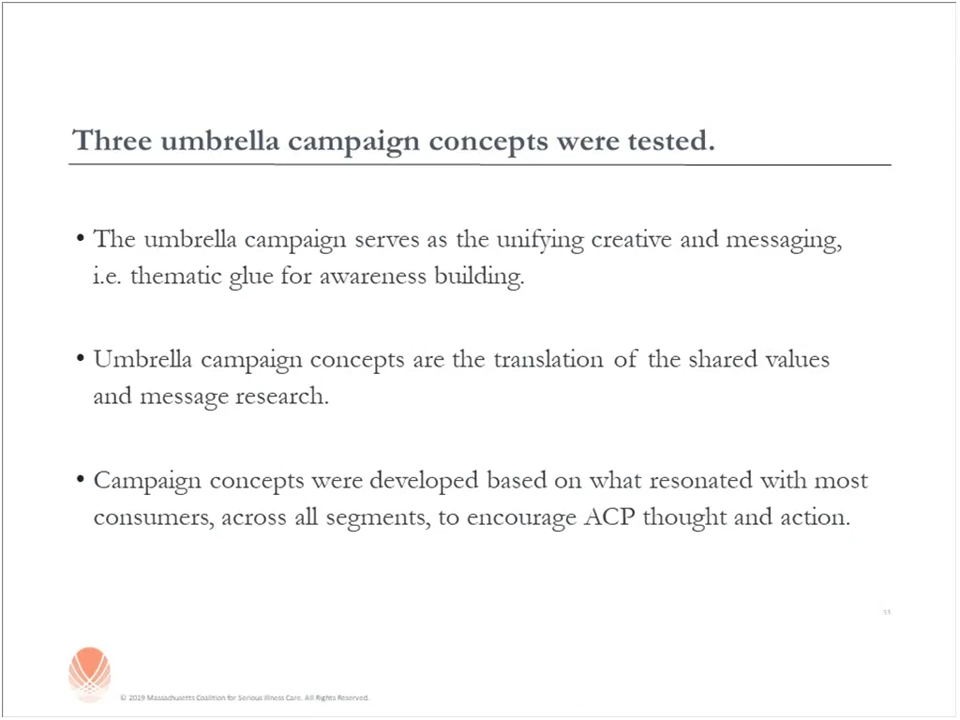 Three umbrella campaign concepts were tested.
• The umbrella campaign serves as the unifying creative and messaging,
i.e. thematic glue for awareness building.
• Umbrella campaign concepts are the translation of the shared values
and message research.
• Campaign concepts were developed based on what resonated with most
consumers, across all segments, to encourage ACP thought and action.
© 2019 Massachusetts Coalition for Serious Illness Care. All Rights Reserved.